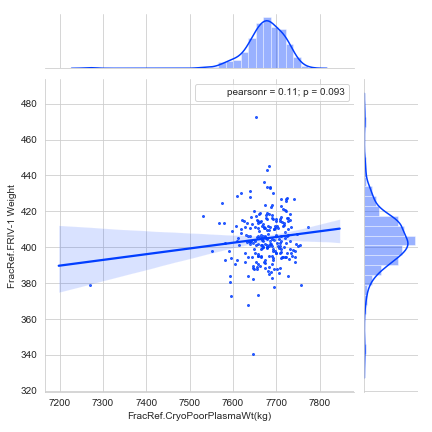 pearsonr = 0.11; p = 0.093
480
460
440
420
400
380
360
340
320
FracRef.FRIV-1 Weight
7200 7300 7400 7500 7600 7700 7800
FracRef.CryoPoorPlasmaWt(kg)